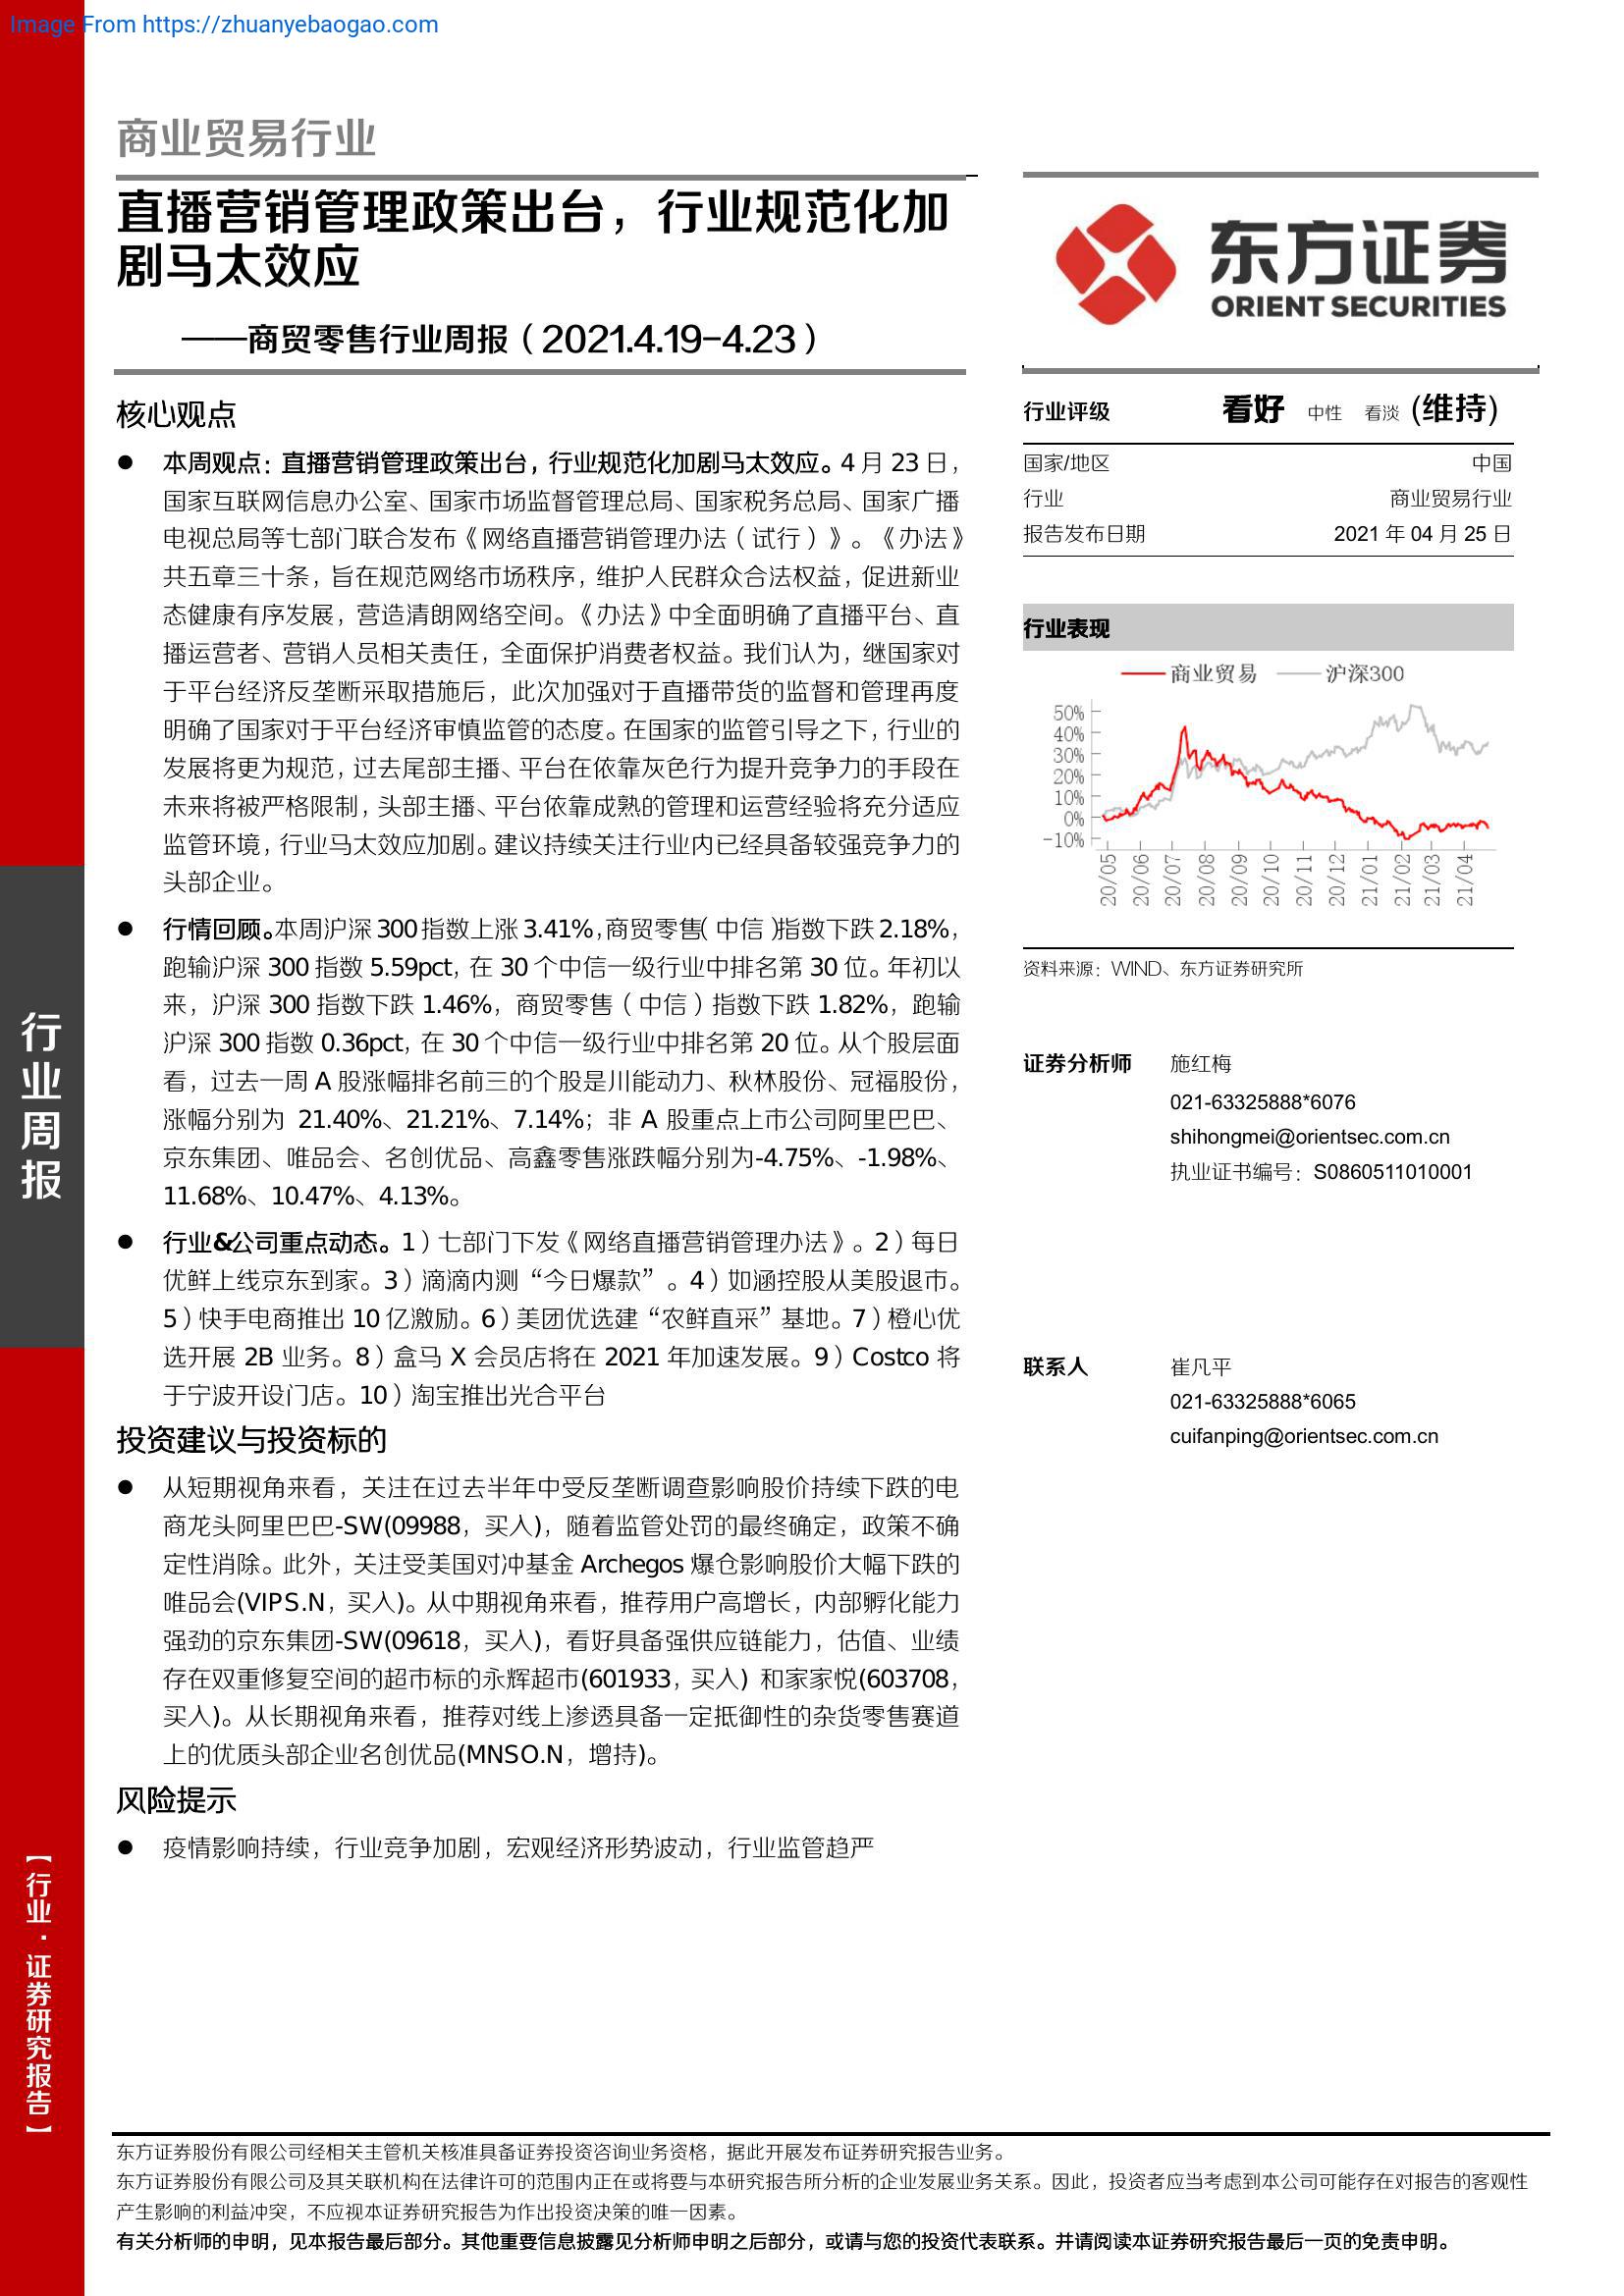 Image From https://zhuanyebaogao.com
商业贸易行业
直播营销管理政策出台，行业规范化加
剧马太效应
——商贸零售行业周报（2021.4.19-4.23）
核心观点
● 本周观点：直播营销管理政策出台，行业规范化加剧马太效应。4 月 23 日，
国家互联网信息办公室、国家市场监督管理总局、国家税务总局、国家广播
电视总局等七部门联合发布《网络直播营销管理办法（试行）》。《办法》
共五章三十条，旨在规范网络市场秩序，维护人民群众合法权益，促进新业
态健康有序发展，营造清朗网络空间。《办法》中全面明确了直播平台、直
播运营者、营销人员相关责任，全面保护消费者权益。我们认为，继国家对
于平台经济反垄断采取措施后，此次加强对于直播带货的监督和管理再度
明确了国家对于平台经济审慎监管的态度。在国家的监管引导之下，行业的
发展将更为规范，过去尾部主播、平台在依靠灰色行为提升竞争力的手段在
未来将被严格限制，头部主播、平台依靠成熟的管理和运营经验将充分适应
监管环境，行业马太效应加剧。建议持续关注行业内已经具备较强竞争力的
头部企业。
● 行情回顾。本周沪深 300 指数上涨 3.41%，商贸零售（中信）指数下跌 2.18%，
跑输沪深 300 指数 5.59pct，在 30 个中信一级行业中排名第 30 位。年初以
来，沪深 300 指数下跌 1.46%，商贸零售（中信）指数下跌 1.82%，跑输
沪深 300 指数 0.36pct，在 30 个中信一级行业中排名第 20 位。从个股层面
看，过去一周 A 股涨幅排名前三的个股是川能动力、秋林股份、冠福股份，
涨幅分别为 21.40%、21.21%、7.14%；非 A 股重点上市公司阿里巴巴、
京东集团、唯品会、名创优品、高鑫零售涨跌幅分别为-4.75%、-1.98%、
11.68%、10.47%、4.13%。
● 行业&公司重点动态。1）七部门下发《网络直播营销管理办法》。2）每日
优鲜上线京东到家。3）滴滴内测“今日爆款”。4）如涵控股从美股退市。
5）快手电商推出 10 亿激励。6）美团优选建“农鲜直采”基地。7）橙心优
选开展 2B 业务。8）盒马 X 会员店将在 2021 年加速发展。9）Costco 将
于宁波开设门店。10）淘宝推出光合平台
投资建议与投资标的
● 从短期视角来看，关注在过去半年中受反垄断调查影响股价持续下跌的电
商龙头阿里巴巴-SW(09988，买入)，随着监管处罚的最终确定，政策不确
定性消除。此外，关注受美国对冲基金 Archegos 爆仓影响股价大幅下跌的
唯品会(VIPS.N，买入)。从中期视角来看，推荐用户高增长，内部孵化能力
强劲的京东集团-SW(09618，买入)，看好具备强供应链能力，估值、业绩
存在双重修复空间的超市标的永辉超市(601933，买入) 和家家悦(603708，
买入)。从长期视角来看，推荐对线上渗透具备一定抵御性的杂货零售赛道
上的优质头部企业名创优品(MNSO.N，增持)。
风险提示
● 疫情影响持续，行业竞争加剧，宏观经济形势波动，行业监管趋严
东方证券
ORIENT SECURITIES
行业评级 看好 中性 看淡 (维持)
国家/地区 中国
行业 商业贸易行业
报告发布日期 2021 年 04 月 25 日
行业表现
商业贸易 沪深300
50%
40%
30%
20%
10%
0%
-10%
20/05 20/06 20/07 20/08 20/09 20/10 20/11 20/12 21/01 21/02 21/03 21/04
资料来源：WIND、东方证券研究所
证券分析师 施红梅
021-63325888*6076
shihongmei@orientsec.com.cn
执业证书编号：S0860511010001
联系人 崔凡平
021-63325888*6065
cuifanping@orientsec.com.cn
行业周报
【行业·证券研究报告】
东方证券股份有限公司经相关主管机关核准具备证券投资咨询业务资格，据此开展发布证券研究报告业务。
东方证券股份有限公司及其关联机构在法律许可的范围内正在或将要与本研究报告所分析的企业发展业务关系。因此，投资者应当考虑到本公司可能存在对报告的客观性
产生影响的利益冲突，不应视本证券研究报告为作出投资决策的唯一因素。
有关分析师的申明，见本报告最后部分。其他重要信息披露见分析师申明之后部分，或请与您的投资代表联系。并请阅读本证券研究报告最后一页的免责申明。